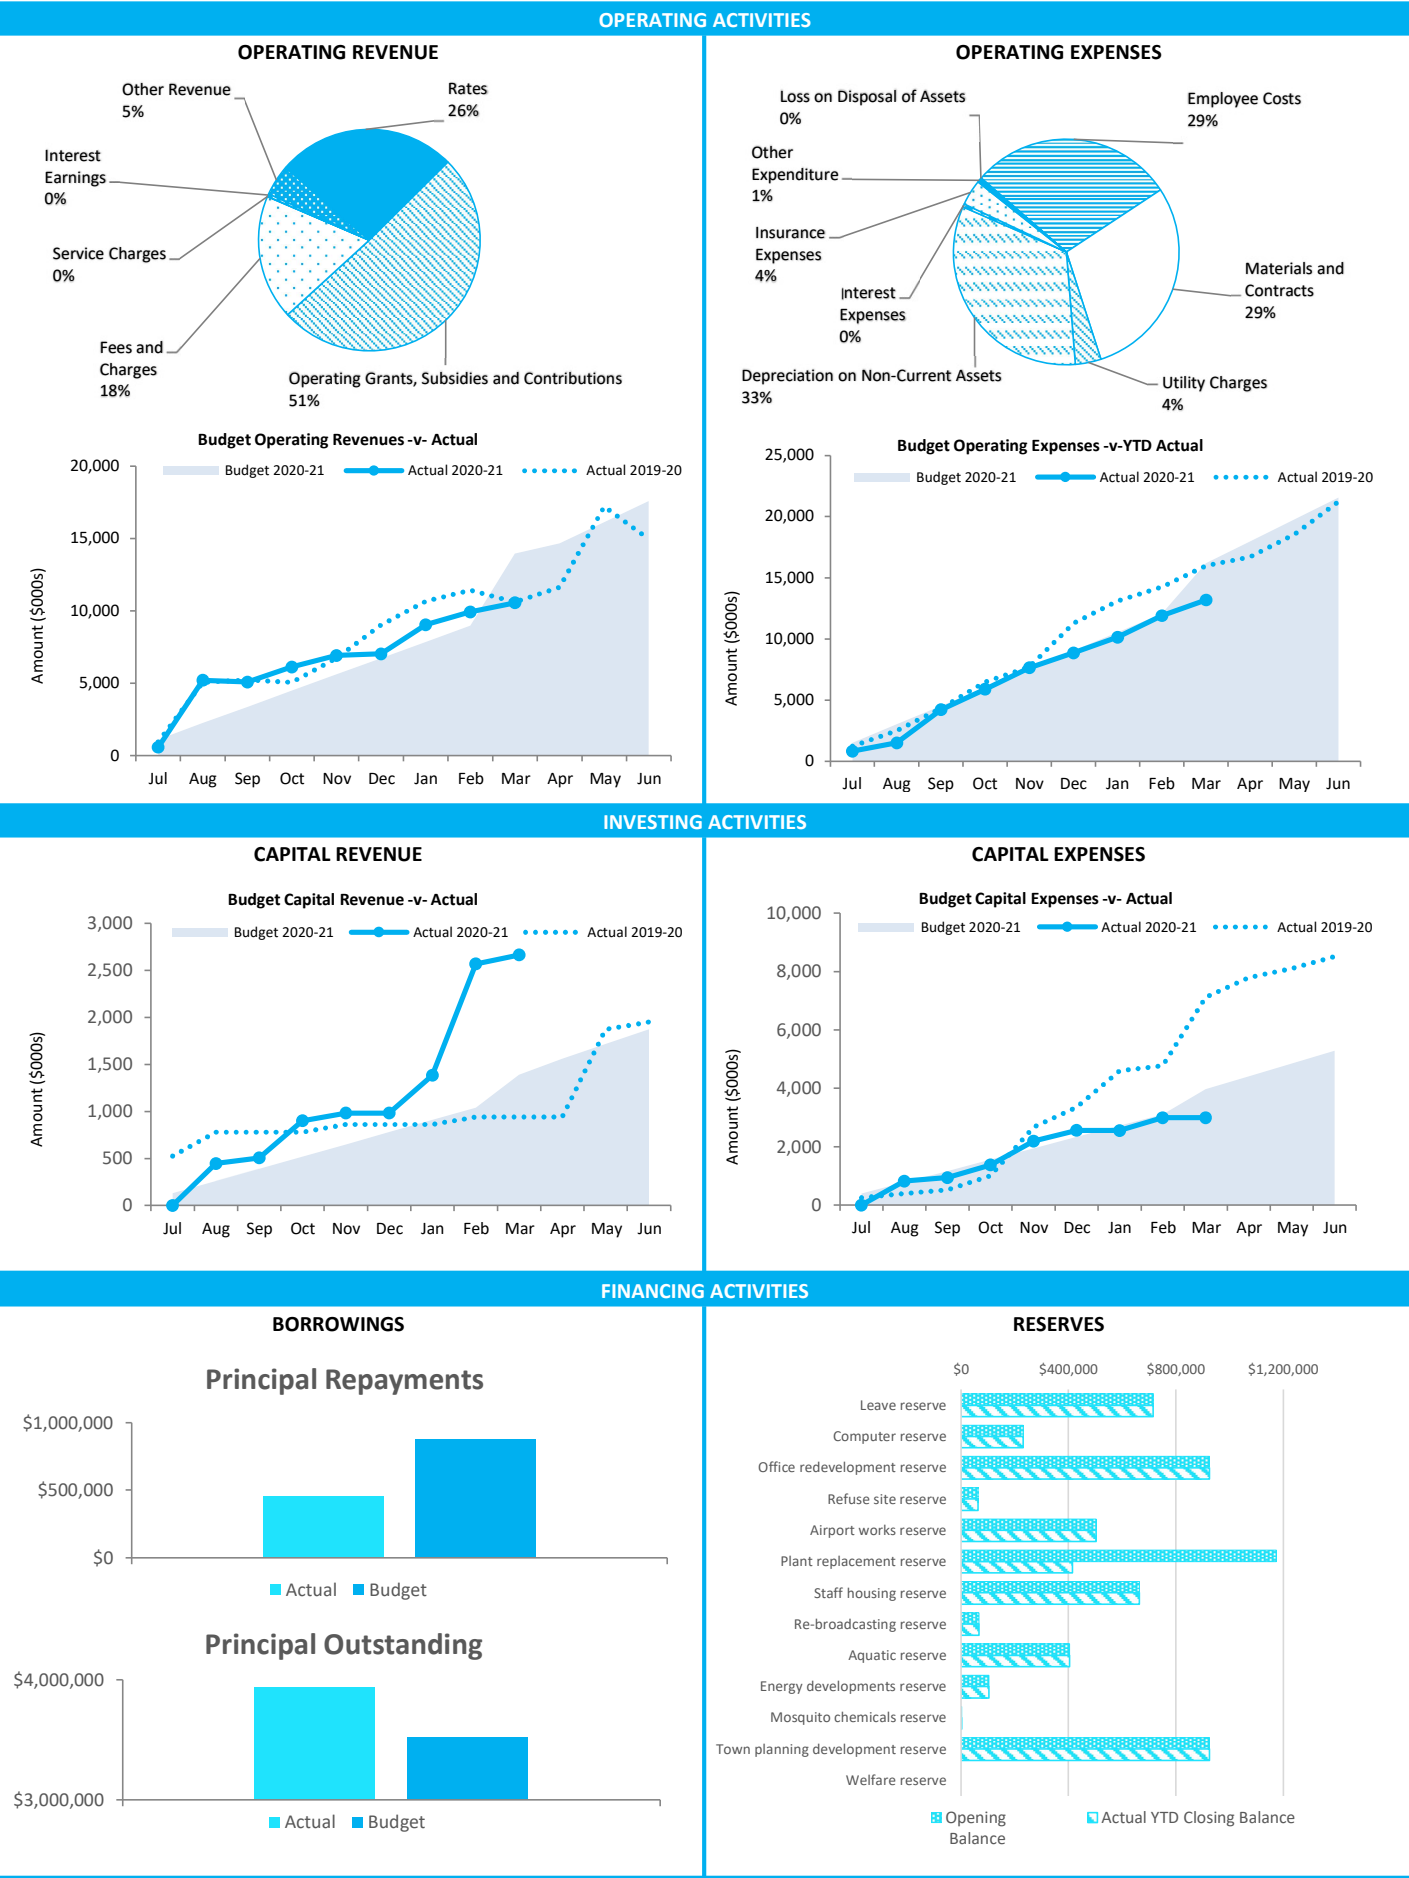 OPERATING ACTIVITIES
OPERATING REVENUE
Other Revenue
5%
Rates
26%
Interest
Earnings
0%
Service Charges
0%
Fees and
Charges
18%
Operating Grants, Subsidies and Contributions
51%
Budget Operating Revenues -v- Actual
Budget 2020-21
Actual 2020-21
Actual 2019-20
Amount ($000s)
20,000
15,000
10,000
5,000
0
Jul Aug Sep Oct Nov Dec Jan Feb Mar Apr May Jun
OPERATING EXPENSES
Loss on Disposal of Assets
0%
Employee Costs
29%
Other
Expenditure
1%
Insurance
Expenses
4%
Interest
Expenses
0%
Materials and
Contracts
29%
Depreciation on Non-Current Assets
33%
Utility Charges
4%
Budget Operating Expenses -v-YTD Actual
Budget 2020-21
Actual 2020-21
Actual 2019-20
Amount ($000s)
25,000
20,000
15,000
10,000
5,000
0
Jul Aug Sep Oct Nov Dec Jan Feb Mar Apr May Jun
INVESTING ACTIVITIES
CAPITAL REVENUE
Budget Capital Revenue -v- Actual
Budget 2020-21
Actual 2020-21
Actual 2019-20
Amount ($000s)
3,000
2,500
2,000
1,500
1,000
500
0
Jul Aug Sep Oct Nov Dec Jan Feb Mar Apr May Jun
CAPITAL EXPENSES
Budget Capital Expenses -v- Actual
Budget 2020-21
Actual 2020-21
Actual 2019-20
Amount ($000s)
10,000
8,000
6,000
4,000
2,000
0
Jul Aug Sep Oct Nov Dec Jan Feb Mar Apr May Jun
FINANCING ACTIVITIES
BORROWINGS
Principal Repayments
$1,000,000
$500,000
$0
Actual Budget
Principal Outstanding
$4,000,000
$3,000,000
Actual Budget
RESERVES
$0 $400,000 $800,000 $1,200,000
Leave reserve
Computer reserve
Office redevelopment reserve
Refuse site reserve
Airport works reserve
Plant replacement reserve
Staff housing reserve
Re-broadcasting reserve
Aquatic reserve
Energy developments reserve
Mosquito chemicals reserve
Town planning development reserve
Welfare reserve
Opening
Balance
Actual YTD Closing Balance